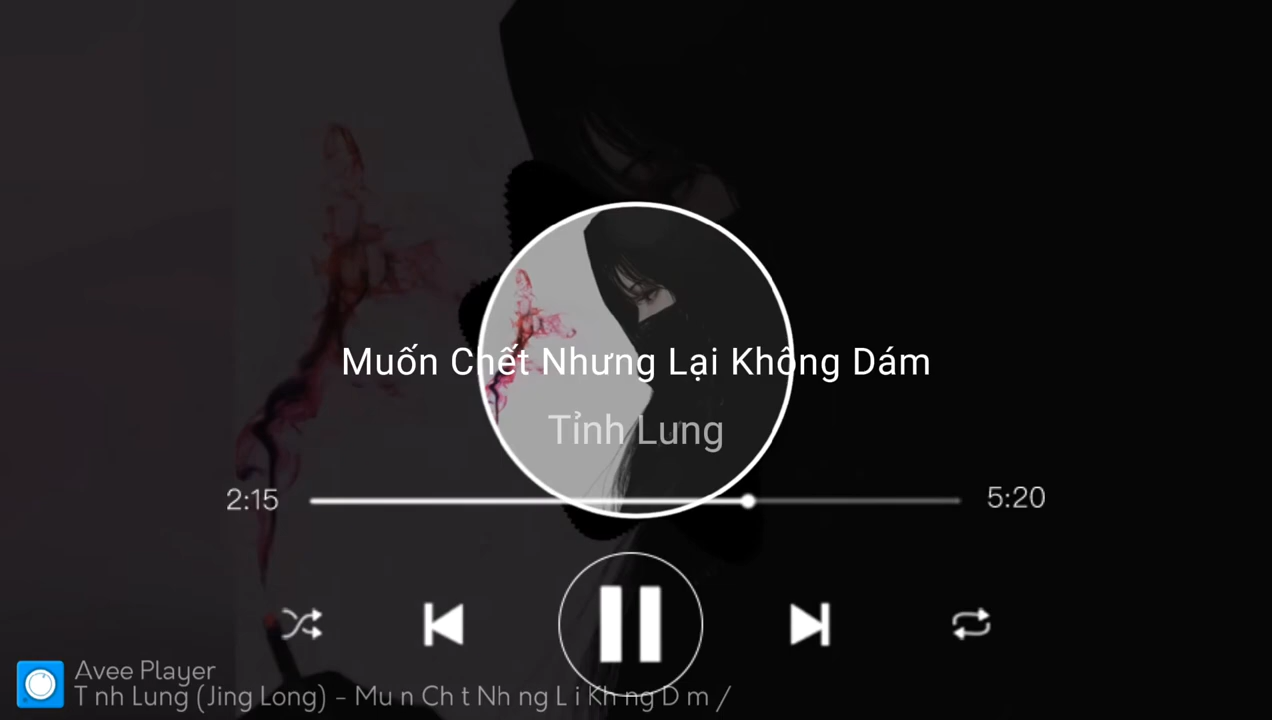 Muốn Chết Nhưng Lại Không Dám
Tỉnh Lung
2:15
5:20
Avee Player
T nh Lung (Jing Long) - Mu n Ch t Nh ng L i Kh ng D m /